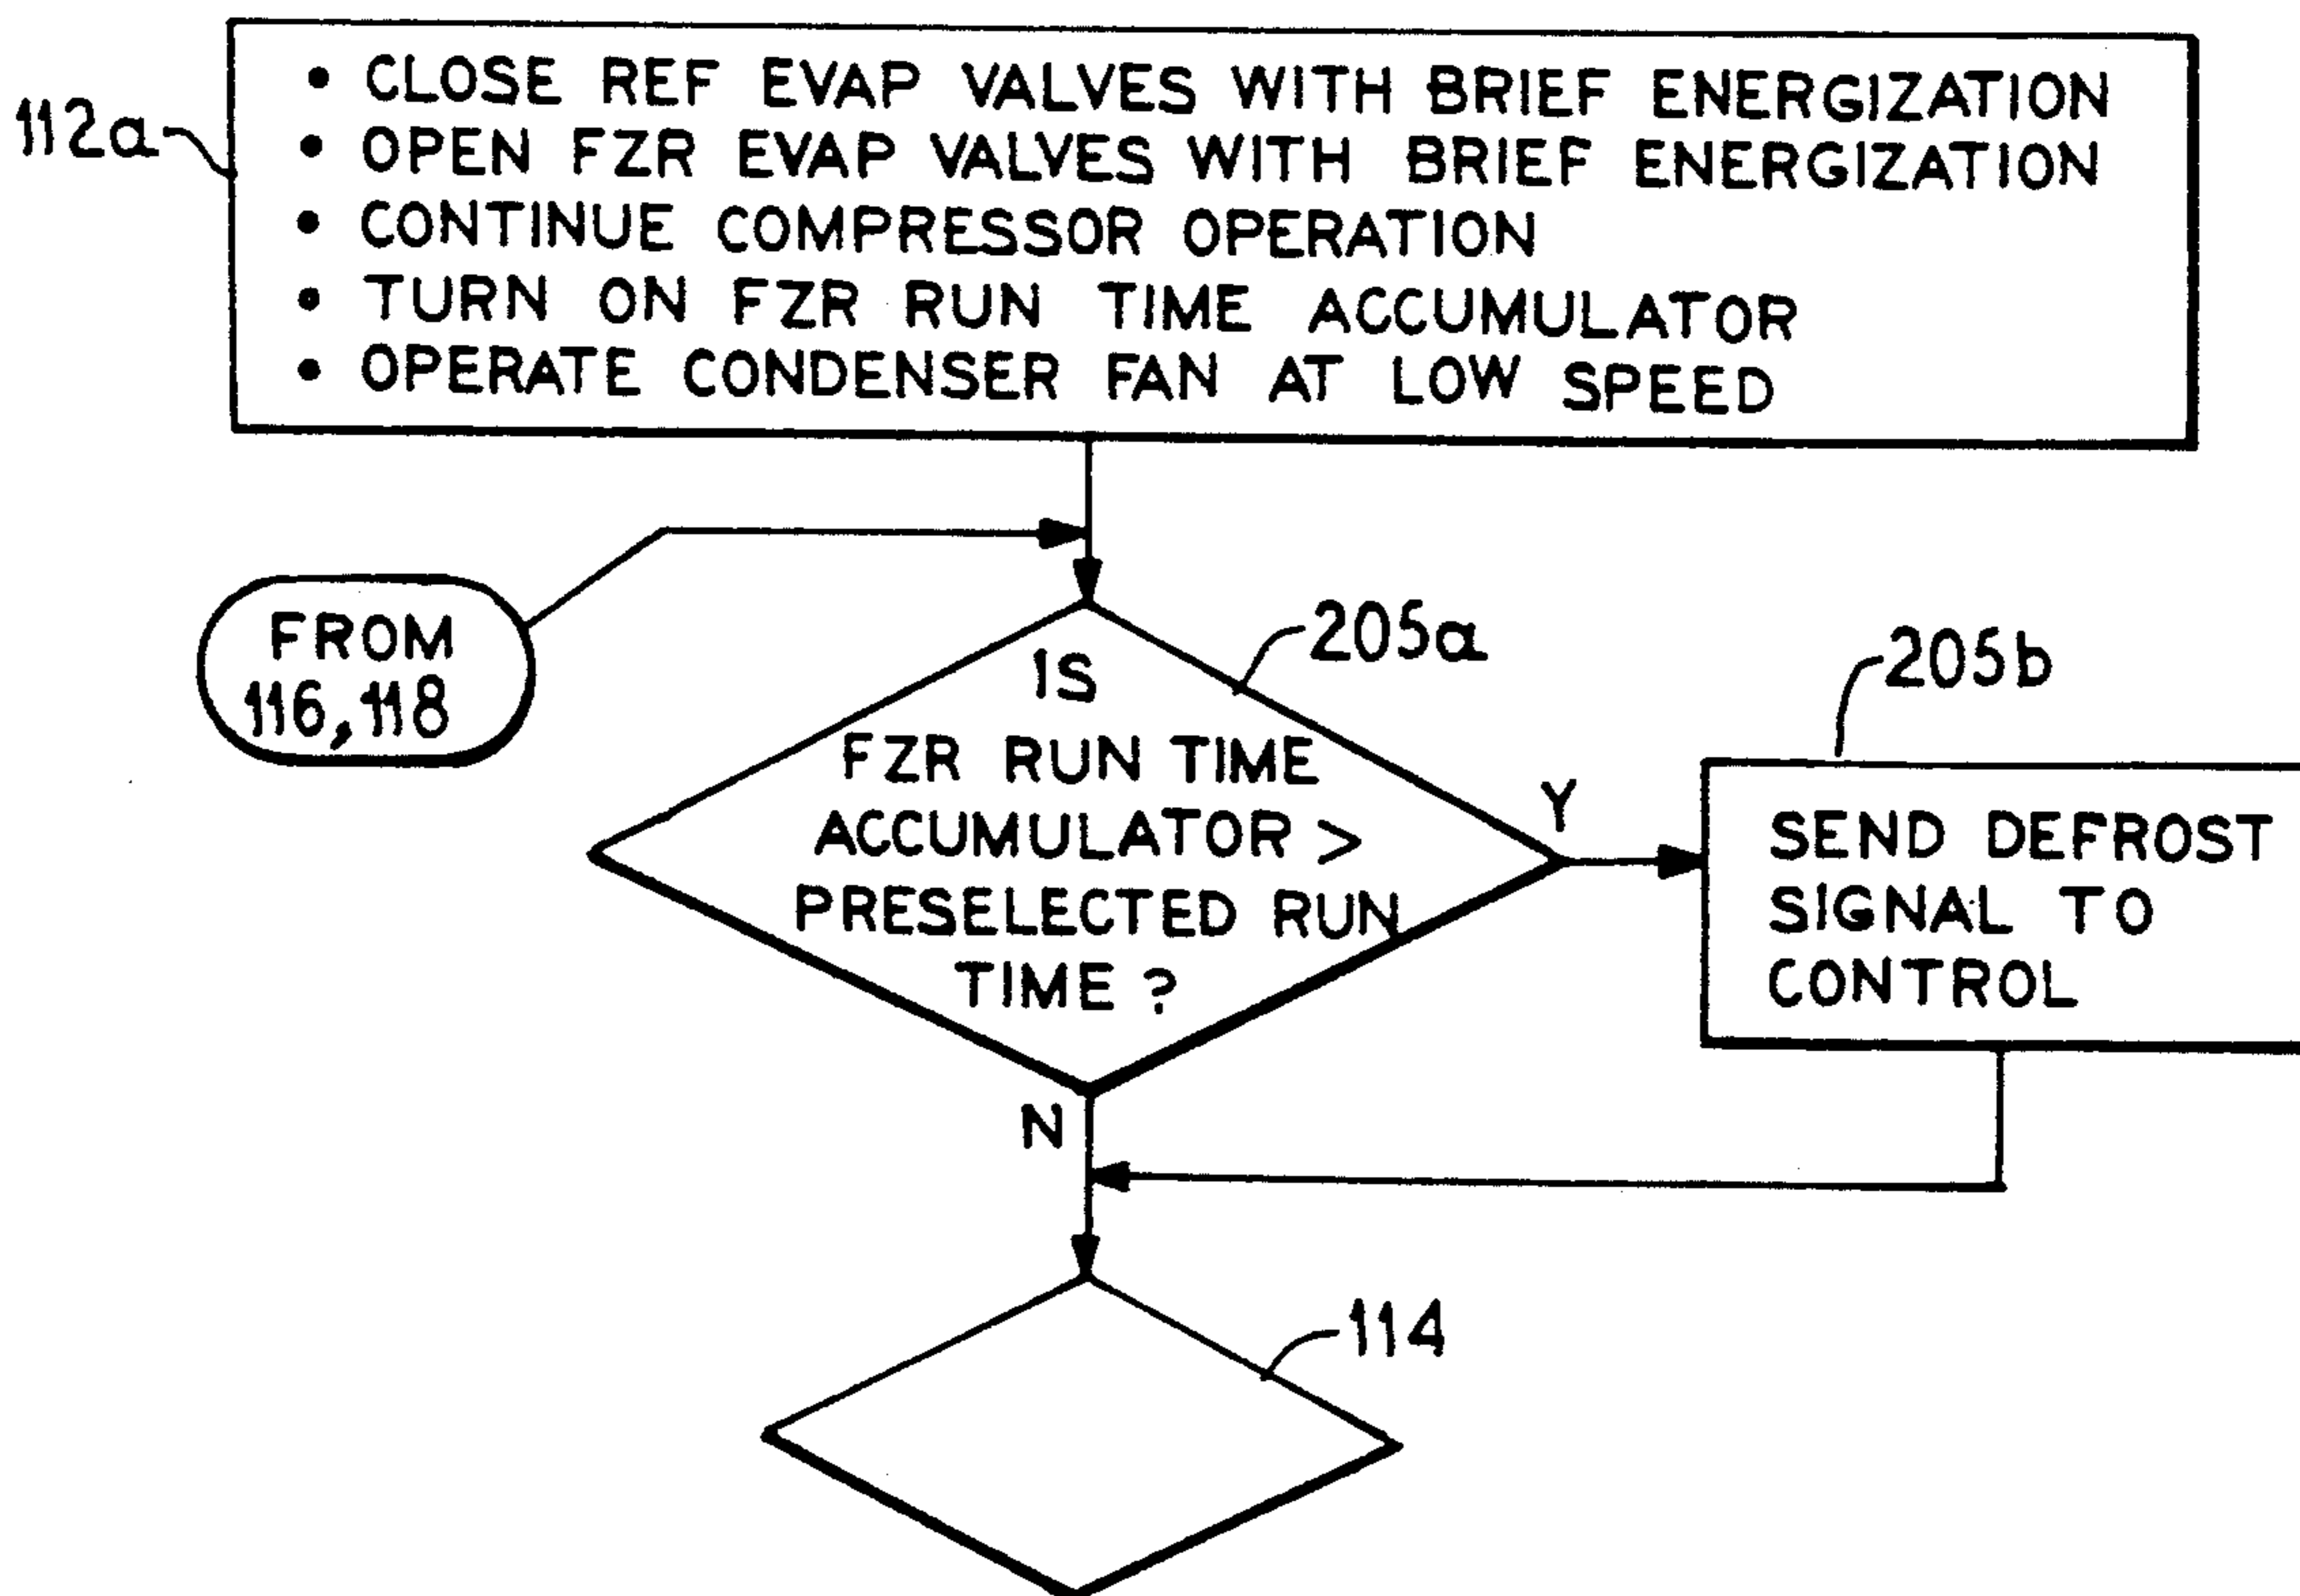 112a
• CLOSE REF EVAP VALVES WITH BRIEF ENERGIZATION
• OPEN FZR EVAP VALVES WITH BRIEF ENERGIZATION
• CONTINUE COMPRESSOR OPERATION
• TURN ON FZR RUN TIME ACCUMULATOR
• OPERATE CONDENSER FAN AT LOW SPEED
FROM
116, 118
205a
IS
FZR RUN TIME
ACCUMULATOR >
PRESELECTED RUN
TIME ?
Y
205b
SEND DEFROST
SIGNAL TO
CONTROL
N
114